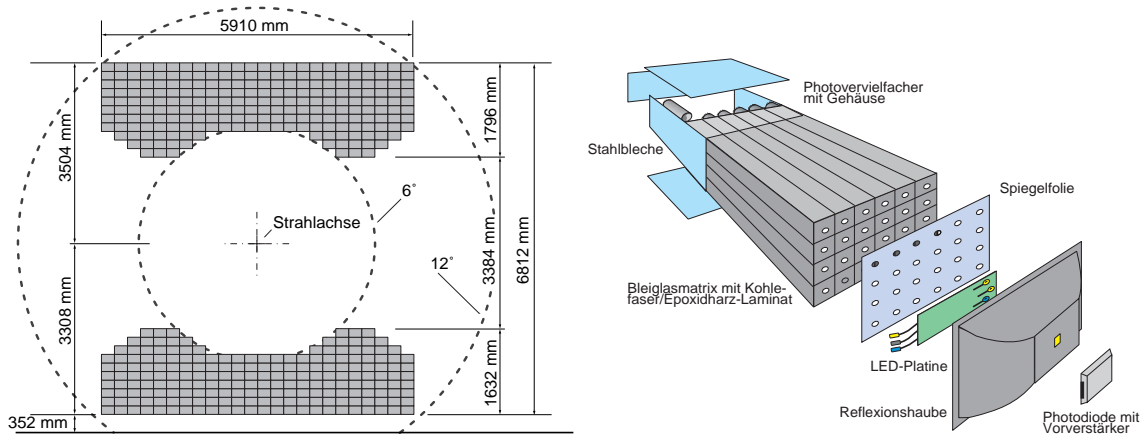 5910 mm
3504 mm
1796 mm
6°
Strahlachse
12°
3384 mm
6812 mm
3308 mm
1632 mm
352 mm
Photovervielfacher
mit Gehäuse
Stahlbleche
Spiegelfolie
Bleiglasmatrix mit Kohle-
faser/Epoxidharz-Laminat
LED-Platine
Reflexionshaube
Photodiode mit
Vorverstärker